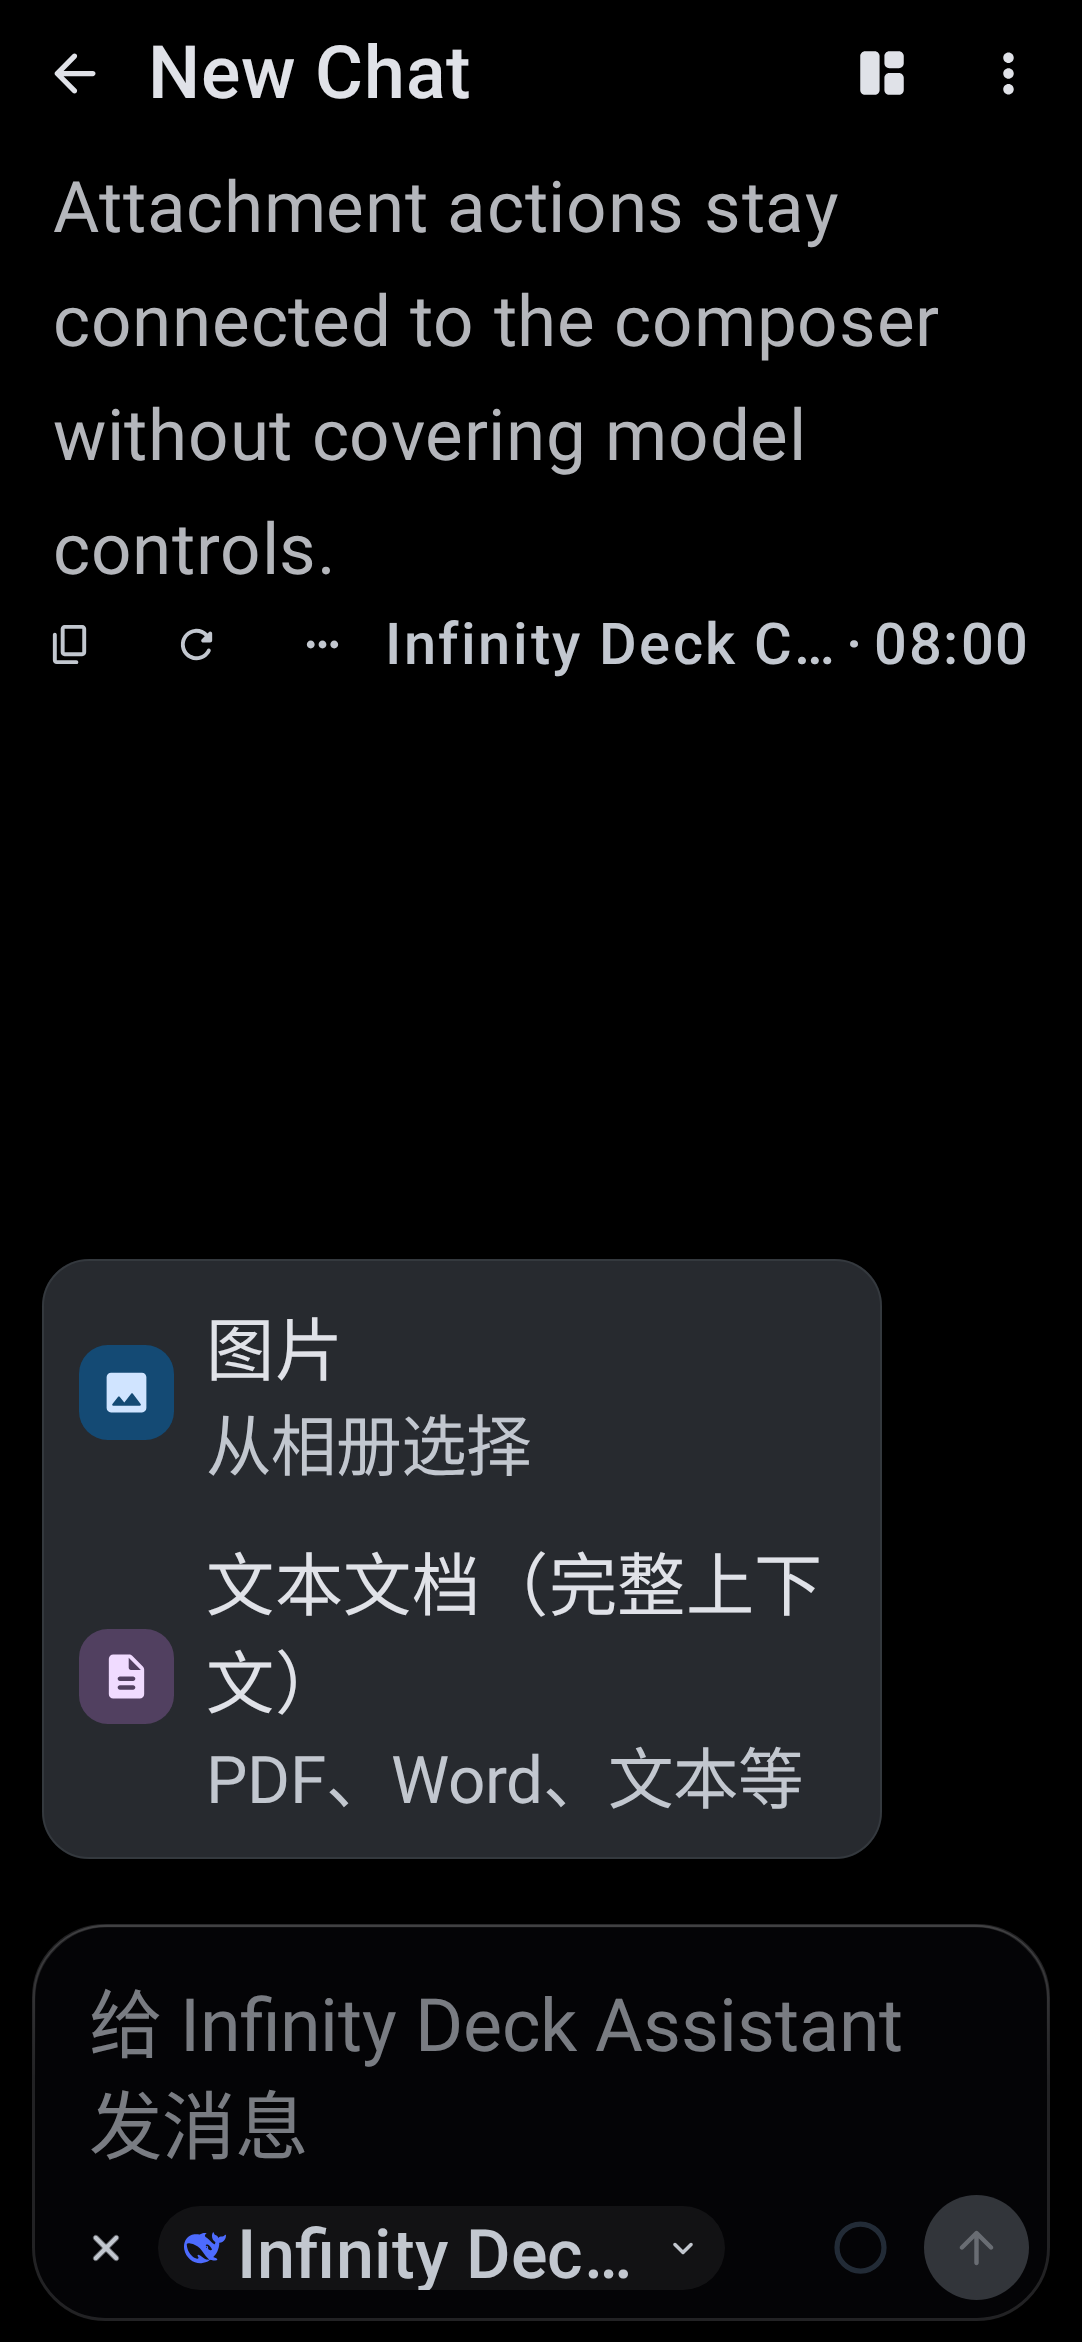 New Chat
Attachment actions stay
connected to the composer
without covering model
controls.
Infinity Deck C... · 08:00
图片
从相册选择
文本文档（完整上下
文）
PDF、Word、文本等
给 Infinity Deck Assistant
发消息
Infinity Dec...